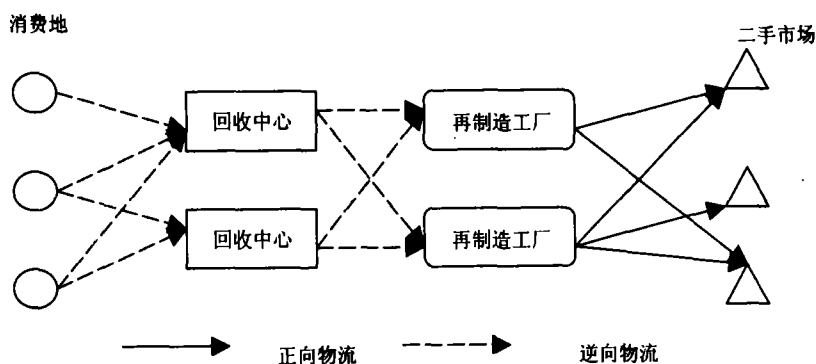 消费地
二手市场
回收中心
再制造工厂
回收中心
再制造工厂
正向物流
逆向物流